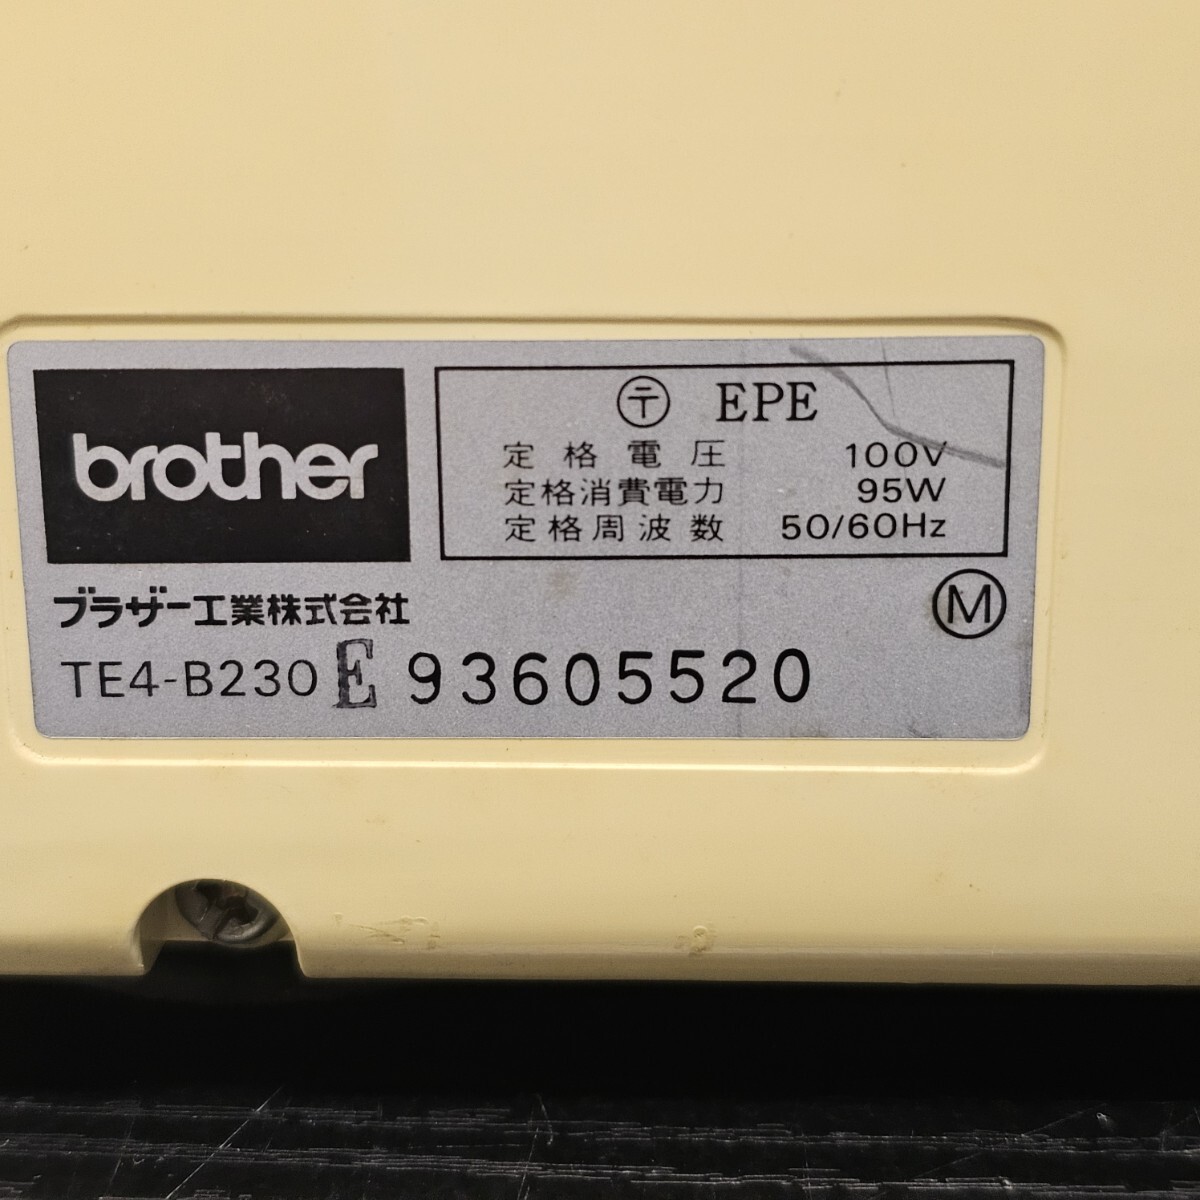 brother
〶 EPE
定格電圧 100V
定格消費電力 95W
定格周波数 50/60Hz
ブラザー工業株式会社
M
TE4-B230 E 93605520